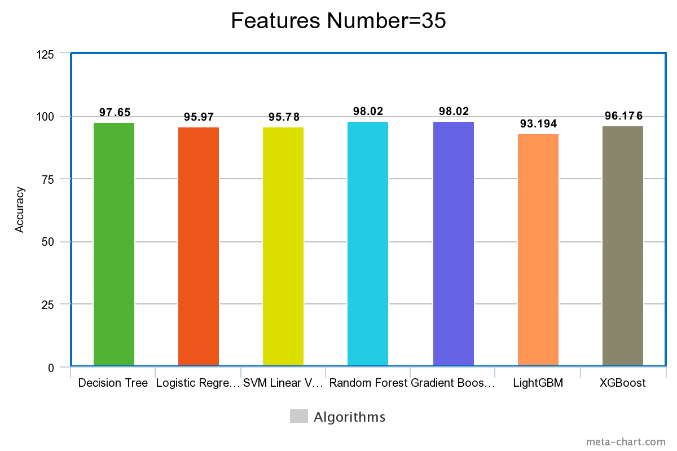 Features Number=35
125
100
75
50
25
0
Accuracy
97.65 95.97 95.78 98.02 98.02 93.194 96.176
Decision Tree Logistic Regre... SVM Linear V... Random Forest Gradient Boos... LightGBM XGBoost
Algorithms
meta-chart.com